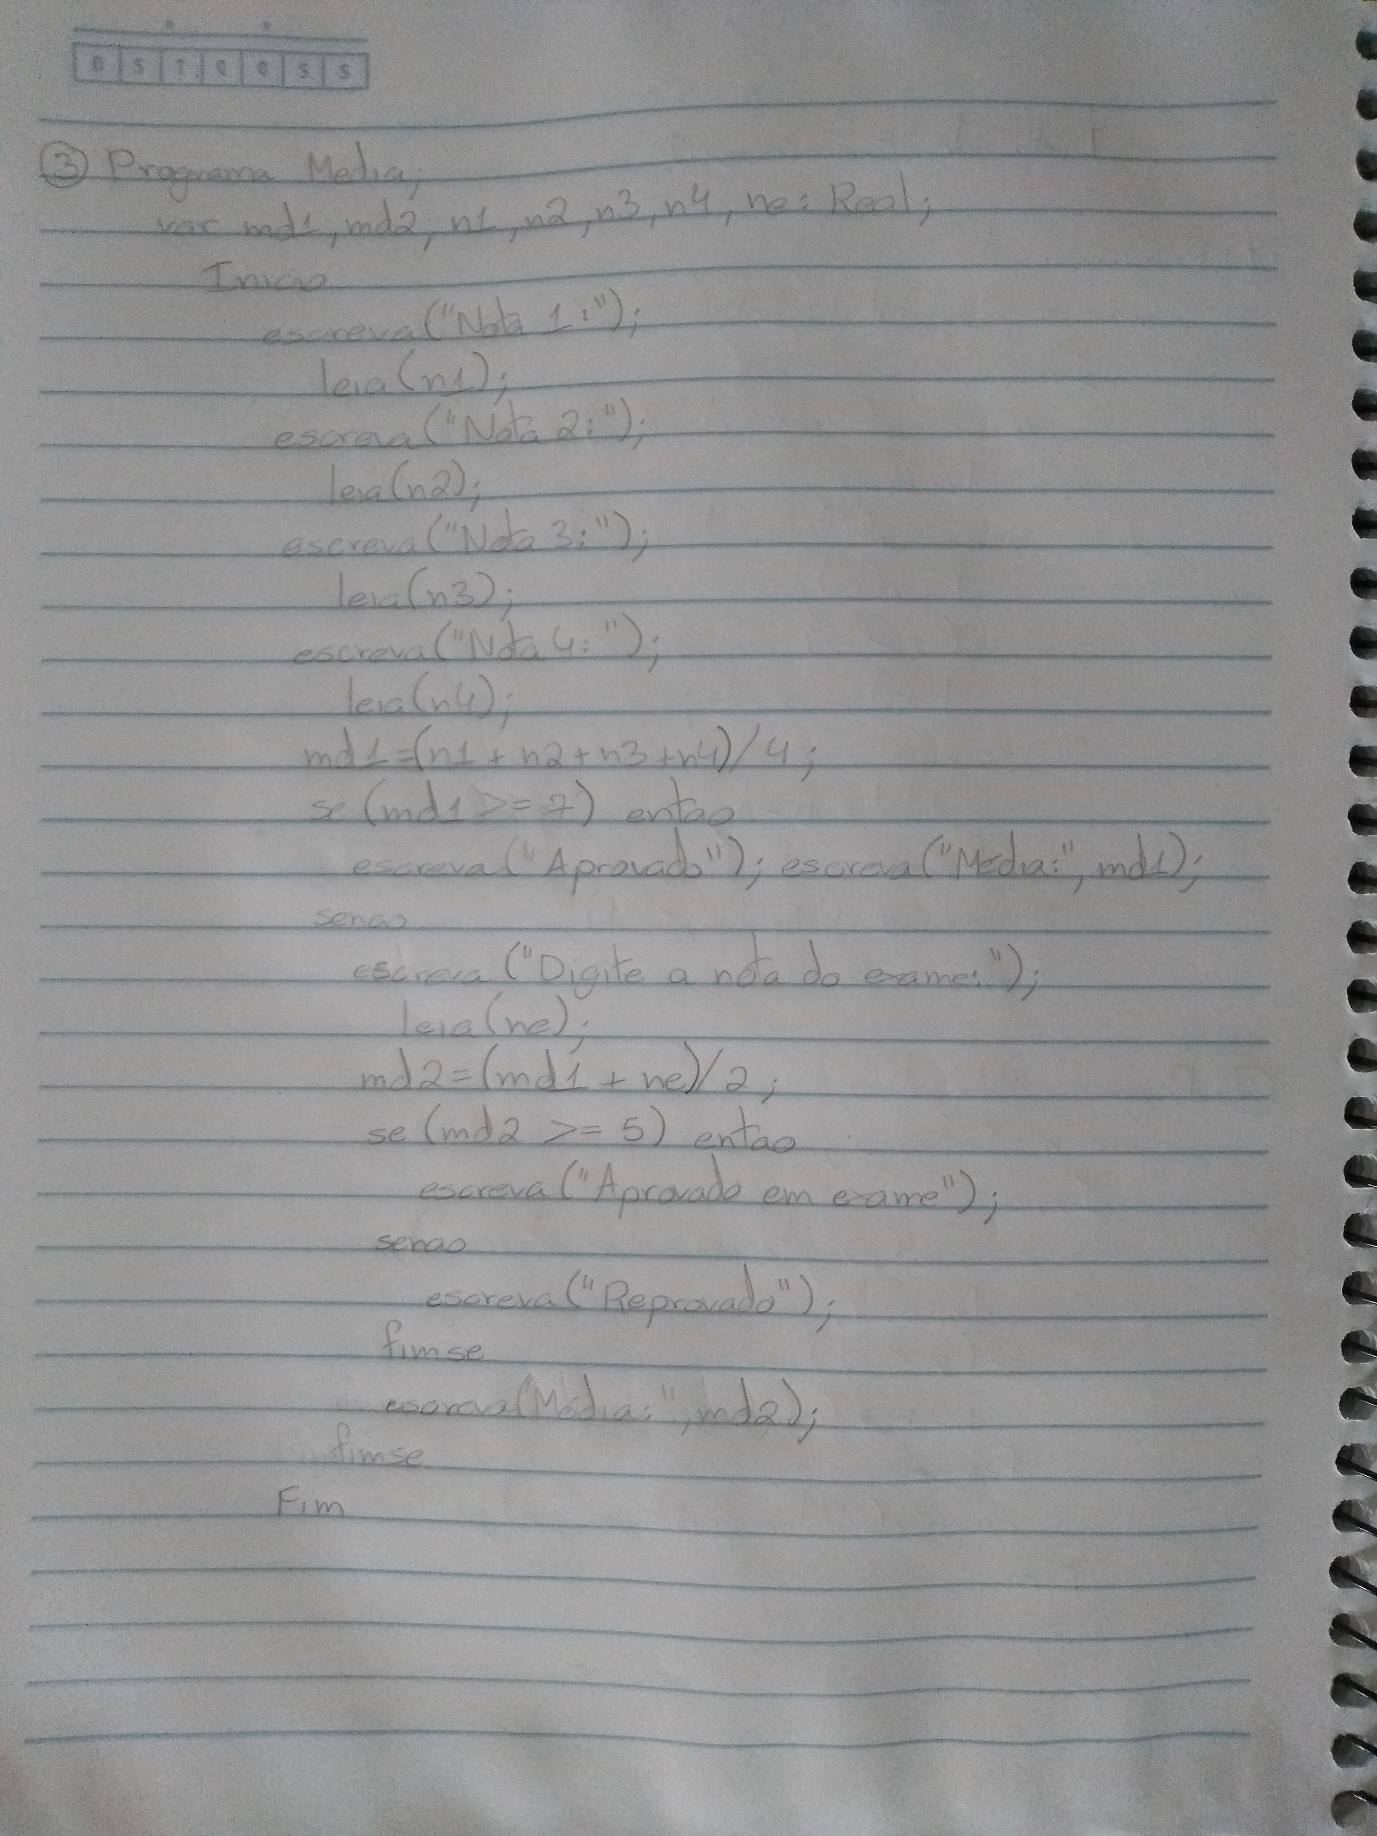 D S T Q Q S S
③ Programa Media;
var md1, md2, n1, n2, n3, n4, ne: Real;
Inicio
escreva("Nota 1:");
leia(n1);
escreva("Nota 2:");
leia(n2);
escreva("Nota 3:");
leia(n3);
escreva("Nota 4:");
leia(n4);
md1=(n1+n2+n3+n4)/4;
se (md1>=7) entao
escreva("Aprovado"); escreva("Media:", md1);
senao
escreva ("Digite a nota do exame:");
leia(ne);
md2=(md1+ne)/2;
se (md2 >= 5) entao
escreva("Aprovado em exame");
senao
escreva("Reprovado");
fimse
escreva(Média:", md2);
fimse
Fim